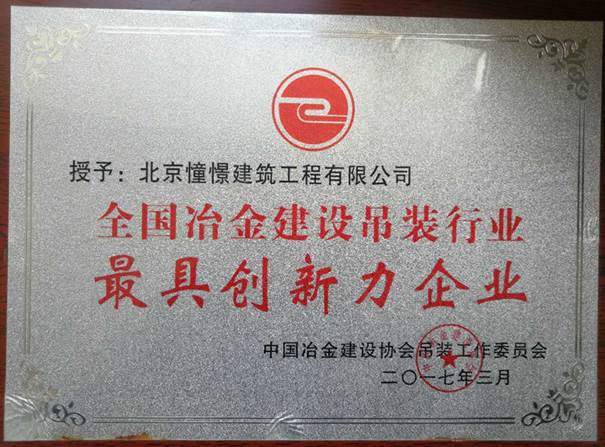 授予：北京憧憬建筑工程有限公司
全国冶金建设吊装行业
最具创新力企业
中国冶金建设协会吊装工作委员会
二〇一七年三月